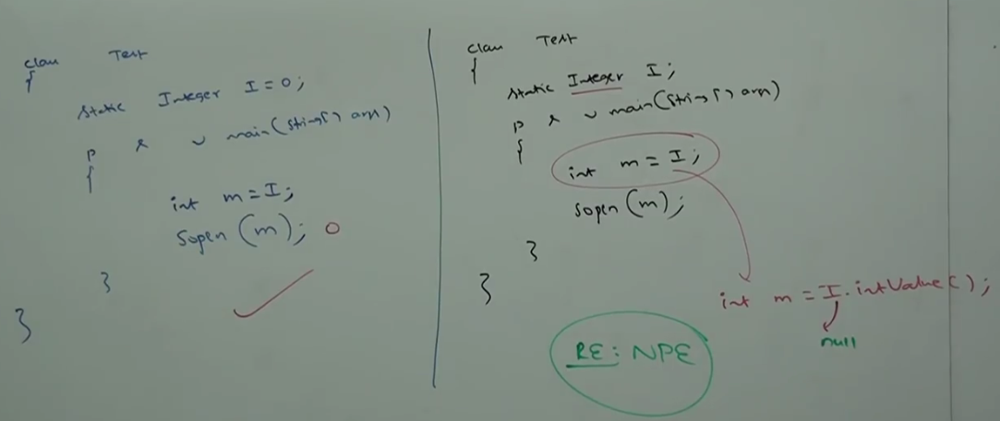 class Test
{
static Integer I = 0;
p s v main(String[] args)
{
int m = I;
Sopln (m); 0
}
}
class Test
{
static Integer I;
p s v main(String[] args)
{
int m = I;
Sopln (m);
}
}
int m = I.intValue();
null
RE: NPE